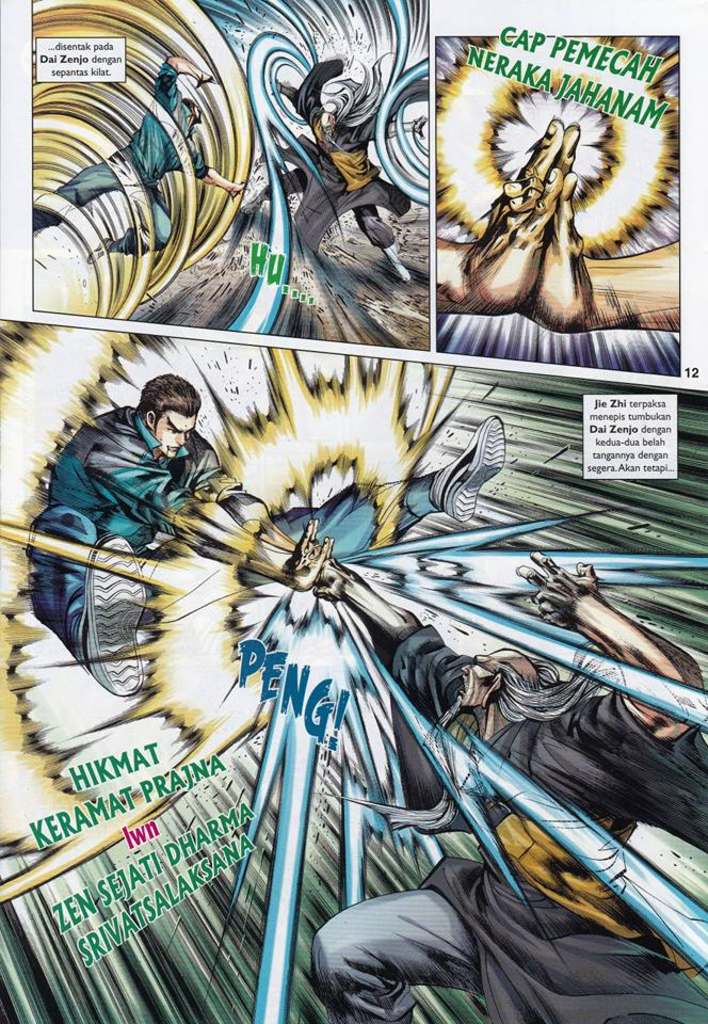 ...disentak pada
Dai Zenjo dengan
sepantas kilat.
HU....
CAP PEMECAH
NERAKA JAHANAM
12
Jie Zhi terpaksa
menepis tumbukan
Dai Zenjo dengan
kedua-dua belah
tangannya dengan
segera. Akan tetapi...
PENG!
HIKMAT
KERAMAT PRAJNA
lwn
ZEN SEJATI DHARMA
SRIVATSALAKSANA